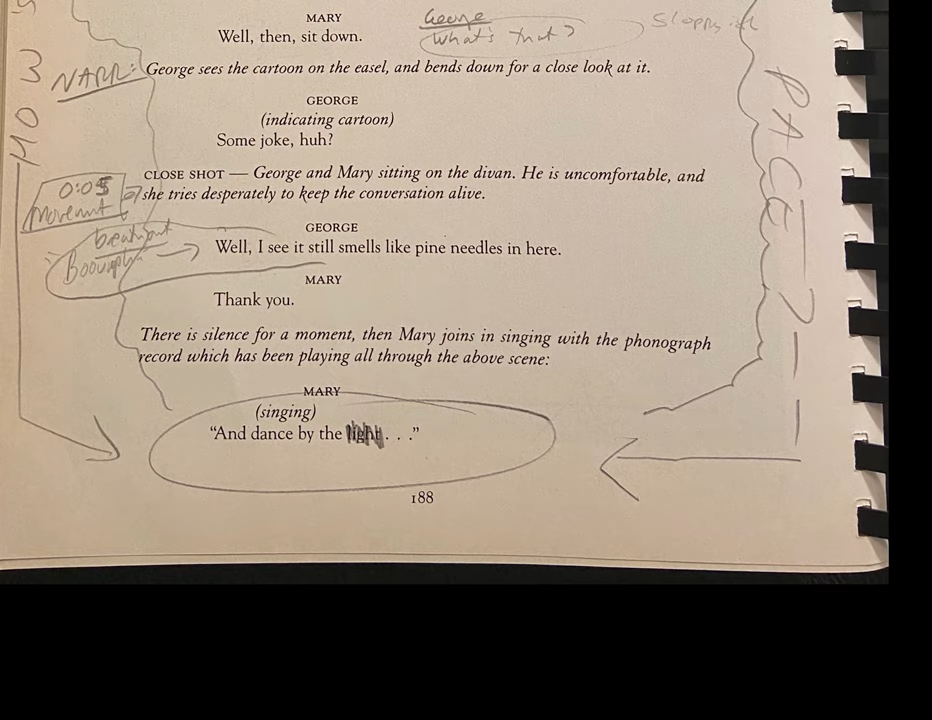 MARY
George
Well, then, sit down.
What's that?
NARR:
George sees the cartoon on the easel, and bends down for a close look at it.
GEORGE
(indicating cartoon)
Some joke, huh?
PACE
CLOSE SHOT — George and Mary sitting on the divan. He is uncomfortable, and
she tries desperately to keep the conversation alive.
0:05
GEORGE
Well, I see it still smells like pine needles in here.
MARY
Thank you.
There is silence for a moment, then Mary joins in singing with the phonograph
record which has been playing all through the above scene:
MARY
(singing)
“And dance by the light . . .”
188